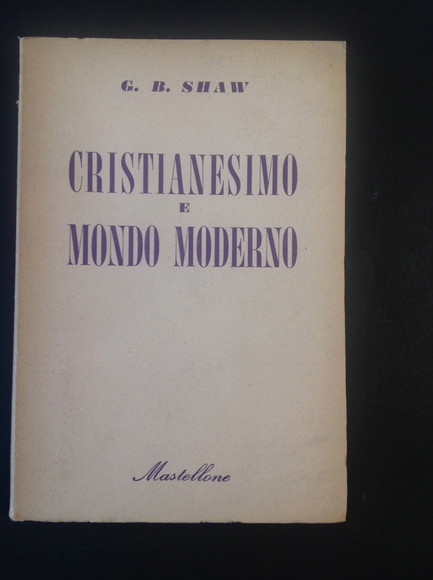 G. B. SHAW
CRISTIANESIMO
E
MONDO MODERNO
Mastellone